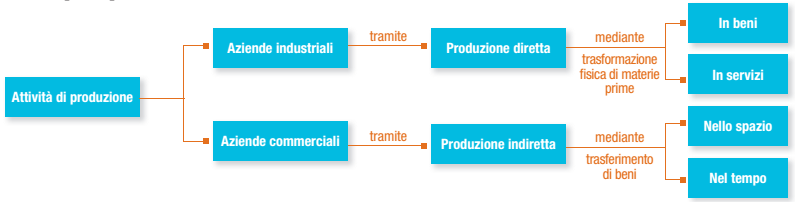 Attività di produzione
Aziende industriali
tramite
Produzione diretta
mediante
trasformazione
fisica di materie
prime
In beni
In servizi
Aziende commerciali
tramite
Produzione indiretta
mediante
trasferimento
di beni
Nello spazio
Nel tempo